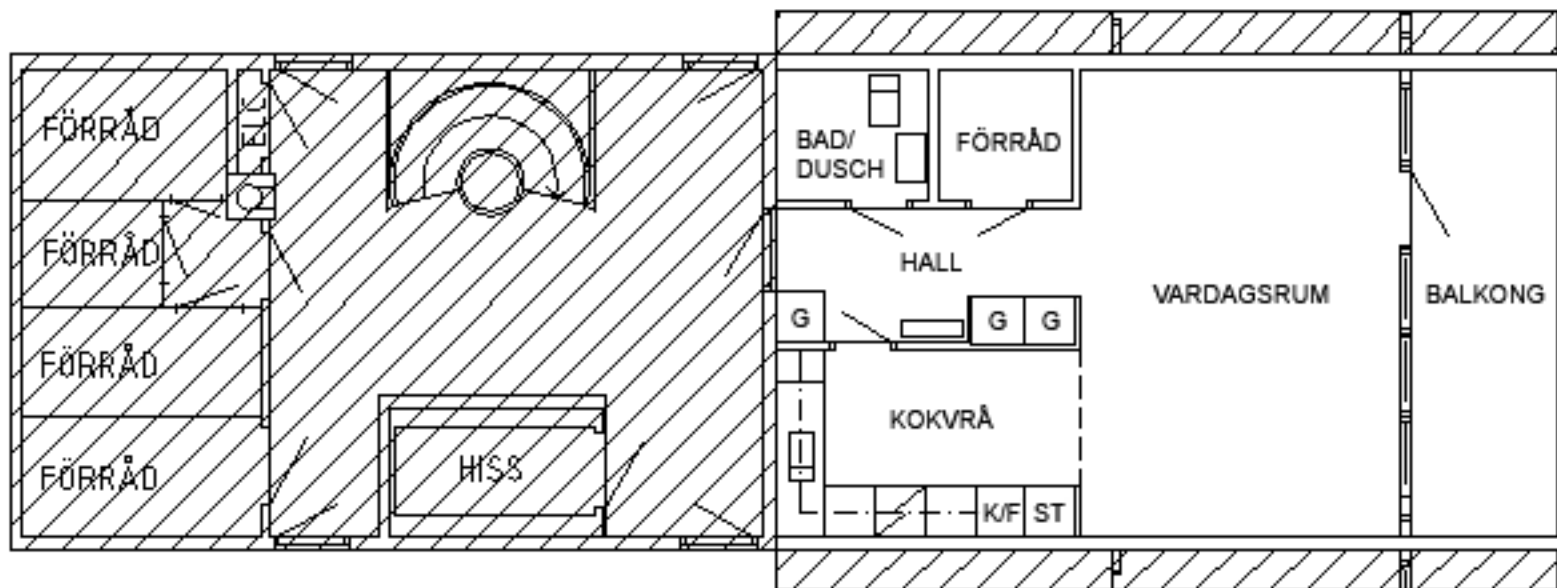 FÖRRÅD
ELC
FÖRRÅD
FÖRRÅD
FÖRRÅD
HISS
BAD/
DUSCH
FÖRRÅD
HALL
G
G G
KOKVRÅ
K/F ST
VARDAGSRUM
BALKONG